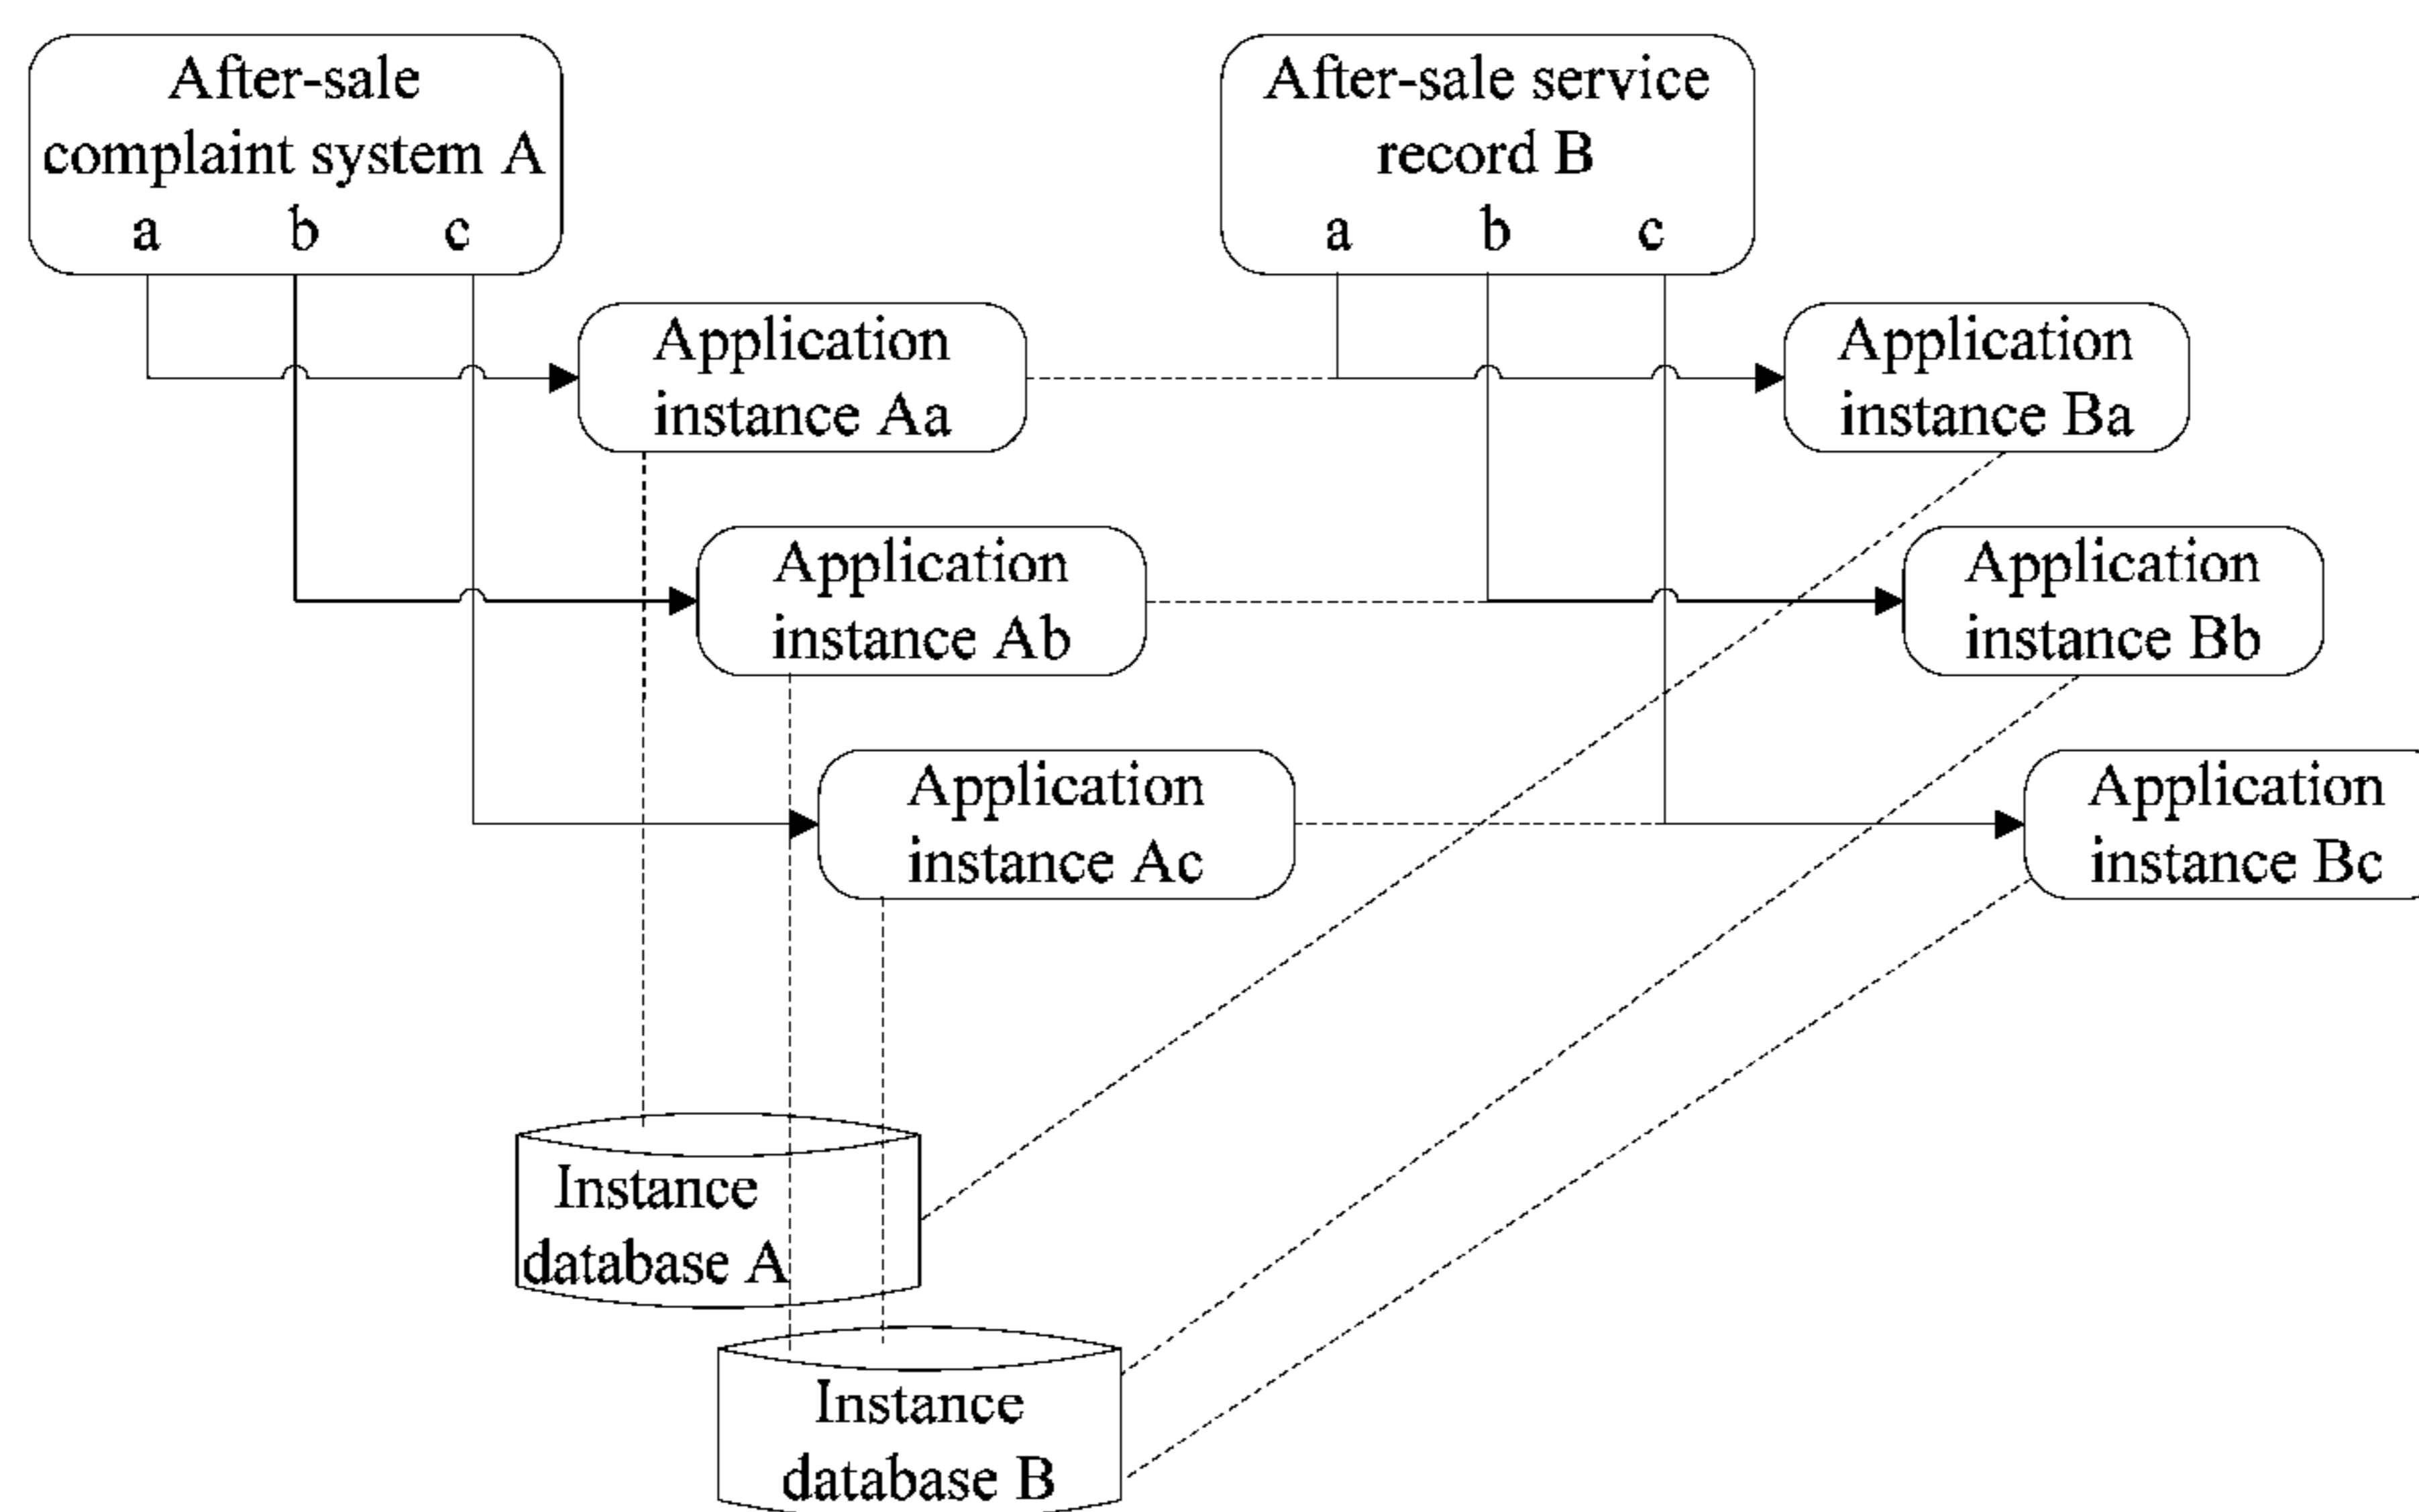 After-sale
complaint system A
a b c
After-sale service
record B
a b c
Application
instance Aa
Application
instance Ba
Application
instance Ab
Application
instance Bb
Application
instance Ac
Application
instance Bc
Instance
database A
Instance
database B